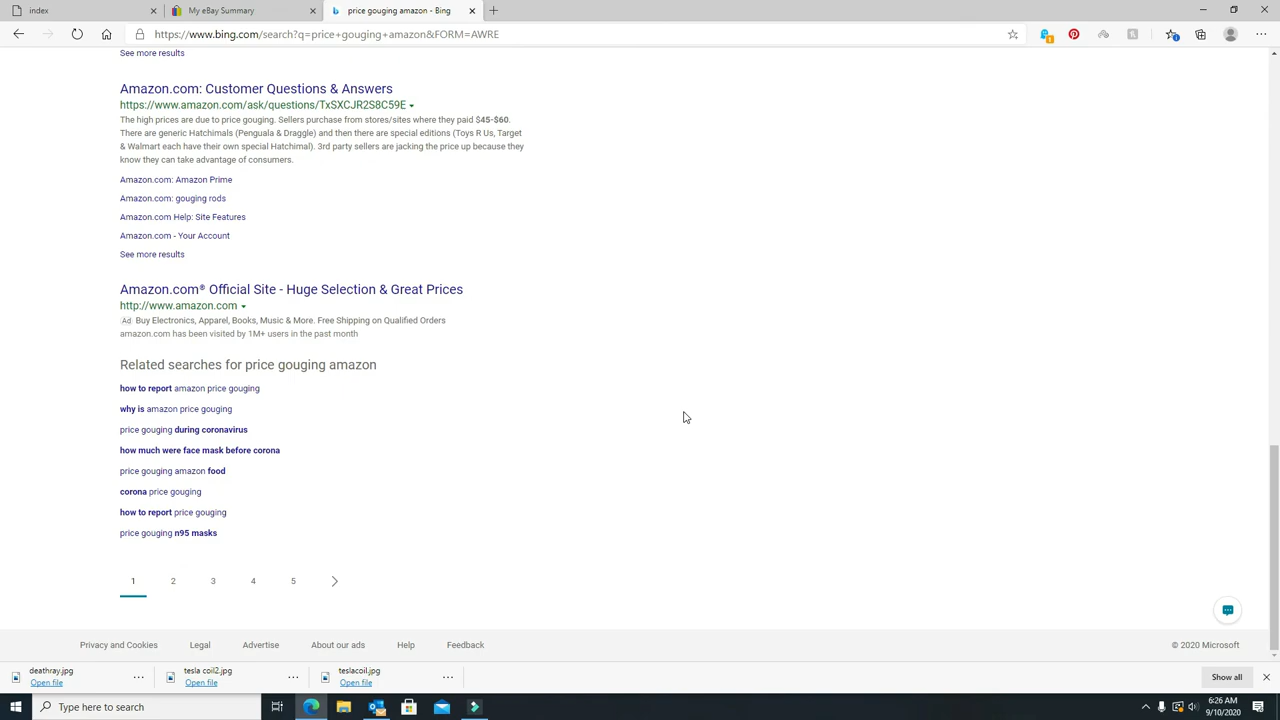 index
My eBay Summary
price gouging amazon - Bing
https://www.bing.com/search?q=price+gouging+amazon&FORM=AWRE
See more results
Amazon.com: Customer Questions & Answers
https://www.amazon.com/ask/questions/TxSXCJR2S8C59E
The high prices are due to price gouging. Sellers purchase from stores/sites where they paid $45-$60.
There are generic Hatchimals (Penguala & Draggle) and then there are special editions (Toys R Us, Target
& Walmart each have their own special Hatchimal). 3rd party sellers are jacking the price up because they
know they can take advantage of consumers.
Amazon.com: Amazon Prime
Amazon.com: gouging rods
Amazon.com Help: Site Features
Amazon.com - Your Account
See more results
Amazon.com® Official Site - Huge Selection & Great Prices
http://www.amazon.com
Ad Buy Electronics, Apparel, Books, Music & More. Free Shipping on Qualified Orders
amazon.com has been visited by 1M+ users in the past month
Related searches for price gouging amazon
how to report amazon price gouging
why is amazon price gouging
price gouging during coronavirus
how much were face mask before corona
price gouging amazon food
corona price gouging
how to report price gouging
price gouging n95 masks
1 2 3 4 5
Privacy and Cookies Legal Advertise About our ads Help Feedback © 2020 Microsoft
deathray.jpg
Open file
tesla coil2.jpg
Open file
teslacoil.jpg
Open file
Show all
Type here to search
6:26 AM
9/10/2020